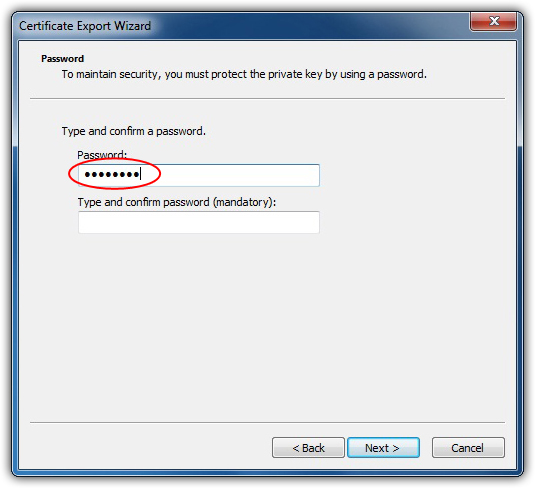 Certificate Export Wizard
Password
To maintain security, you must protect the private key by using a password.
Type and confirm a password.
Password:
●●●●●●●●
Type and confirm password (mandatory):
< Back Next > Cancel